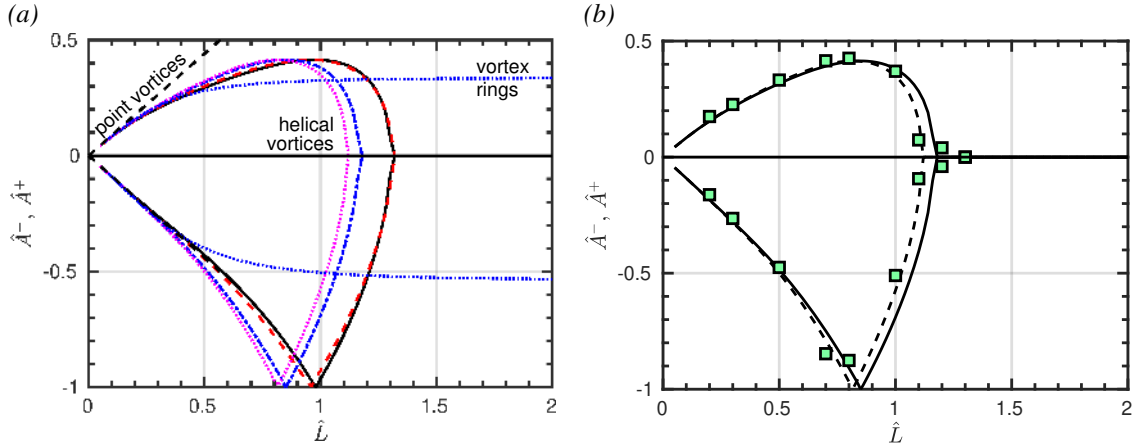 (a)
0.5
0
-0.5
-1
Â⁻, Â⁺
point vortices
vortex
rings
helical
vortices
0
0.5
1
1.5
2
L̂
(b)
0.5
0
-0.5
-1
Â⁻, Â⁺
0
0.5
1
1.5
2
L̂